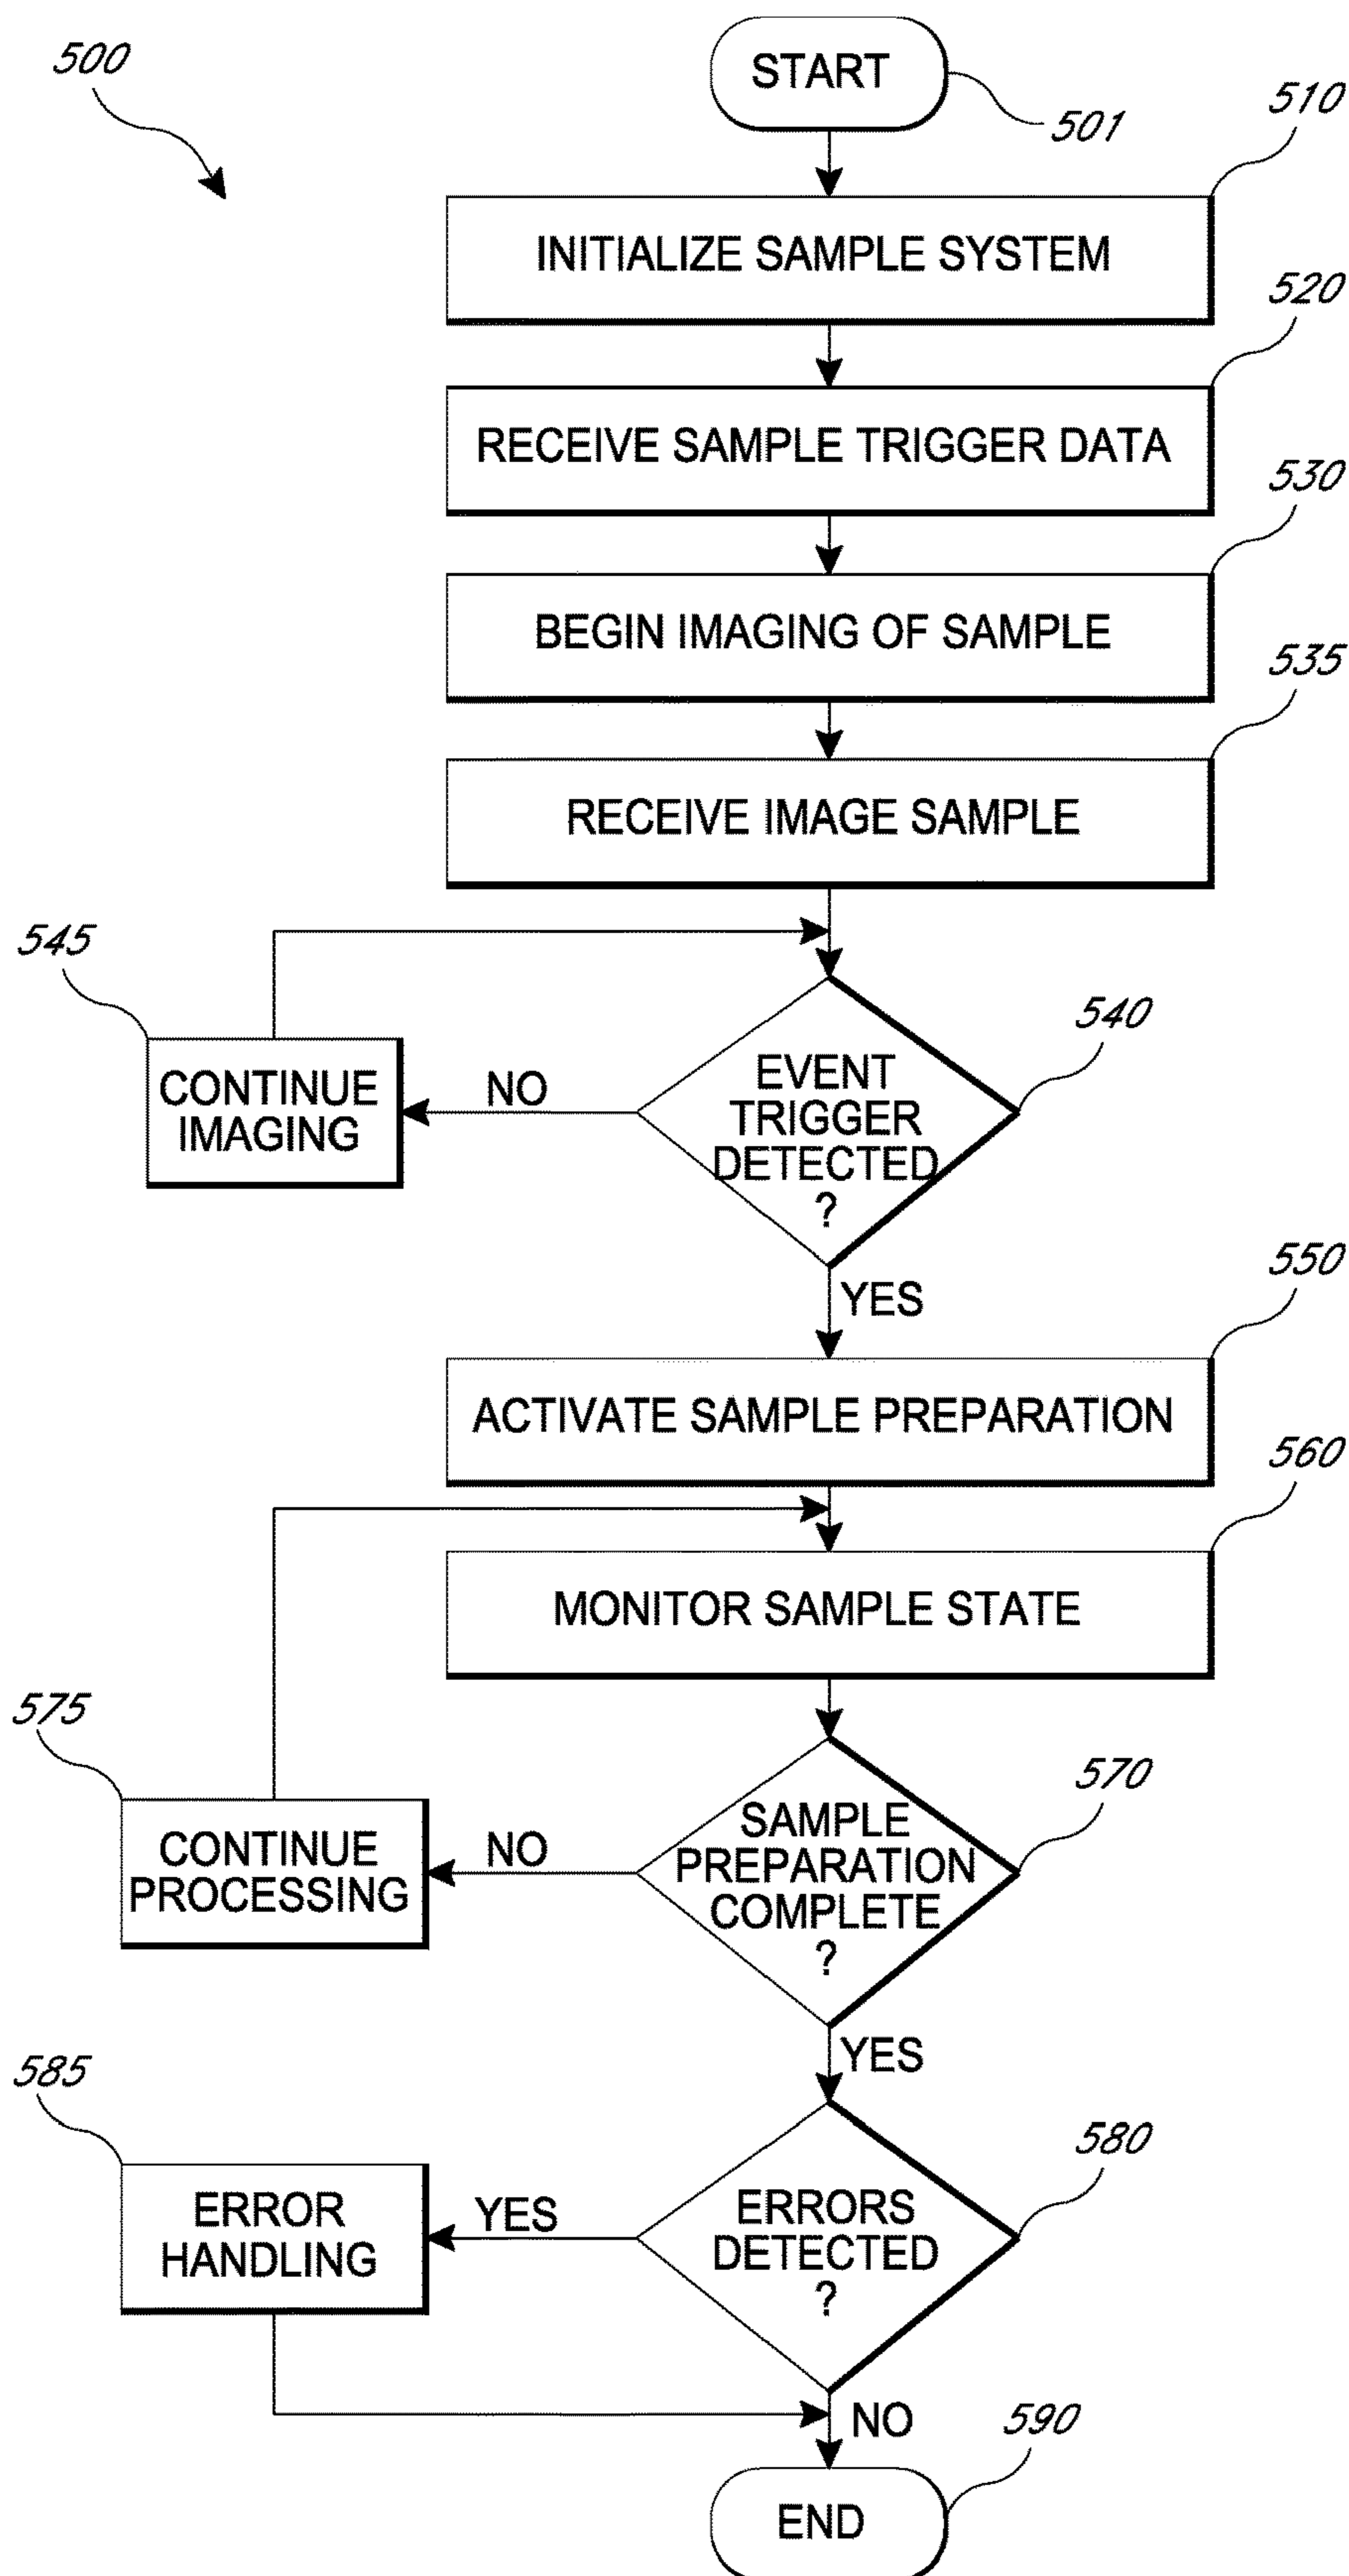 500
START
501
510
INITIALIZE SAMPLE SYSTEM
520
RECEIVE SAMPLE TRIGGER DATA
530
BEGIN IMAGING OF SAMPLE
535
RECEIVE IMAGE SAMPLE
545
CONTINUE
IMAGING
NO
540
EVENT
TRIGGER
DETECTED
?
YES
550
ACTIVATE SAMPLE PREPARATION
560
MONITOR SAMPLE STATE
575
CONTINUE
PROCESSING
NO
570
SAMPLE
PREPARATION
COMPLETE
?
YES
585
ERROR
HANDLING
YES
580
ERRORS
DETECTED
?
NO
590
END